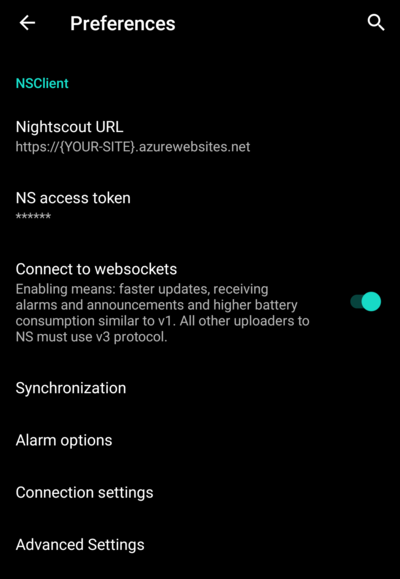 Preferences
NSClient
Nightscout URL
https://{YOUR-SITE}.azurewebsites.net
NS access token
******
Connect to websockets
Enabling means: faster updates, receiving
alarms and announcements and higher battery
consumption similar to v1. All other uploaders to
NS must use v3 protocol.
Synchronization
Alarm options
Connection settings
Advanced Settings